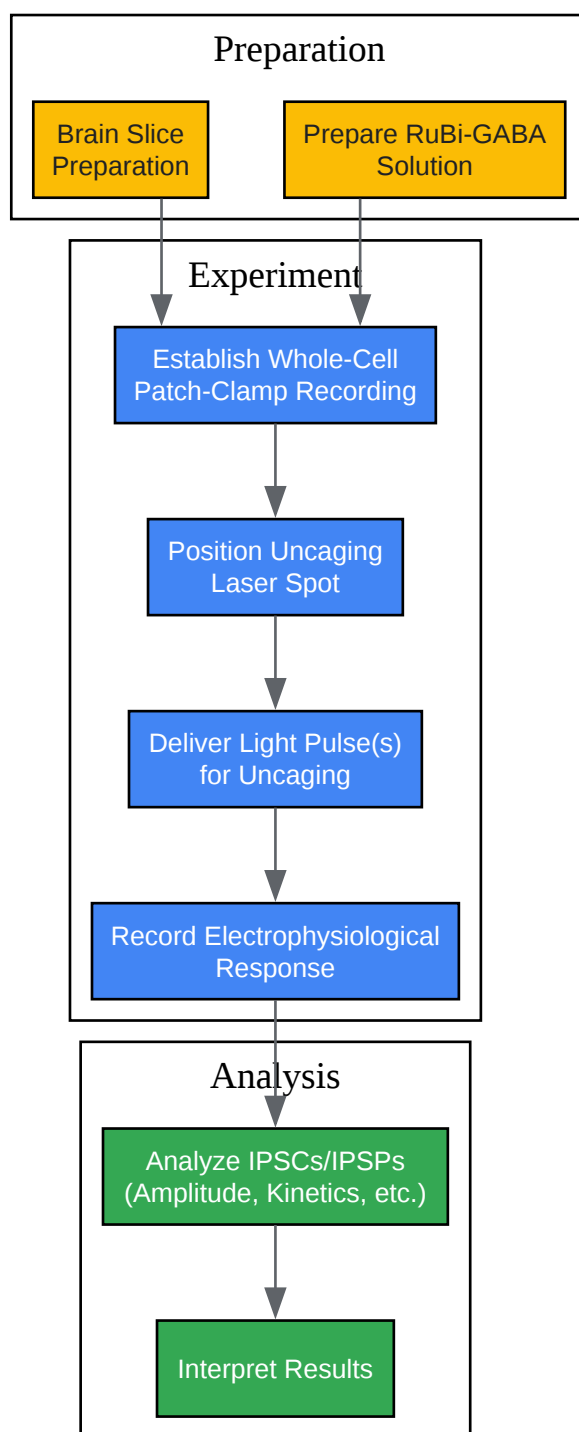 Preparation
Brain Slice
Preparation
Prepare RuBi-GABA
Solution
Experiment
Establish Whole-Cell
Patch-Clamp Recording
Position Uncaging
Laser Spot
Deliver Light Pulse(s)
for Uncaging
Record Electrophysiological
Response
Analysis
Analyze IPSCs/IPSPs
(Amplitude, Kinetics, etc.)
Interpret Results